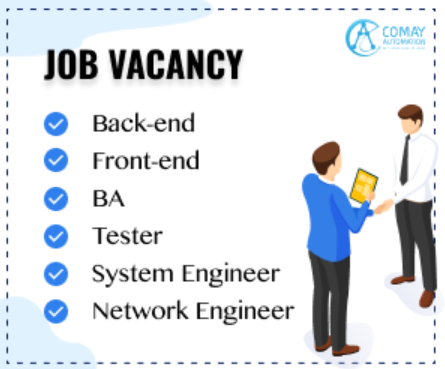 COMAY
AUTOMATION
JOB VACANCY
Back-end
Front-end
BA
Tester
System Engineer
Network Engineer